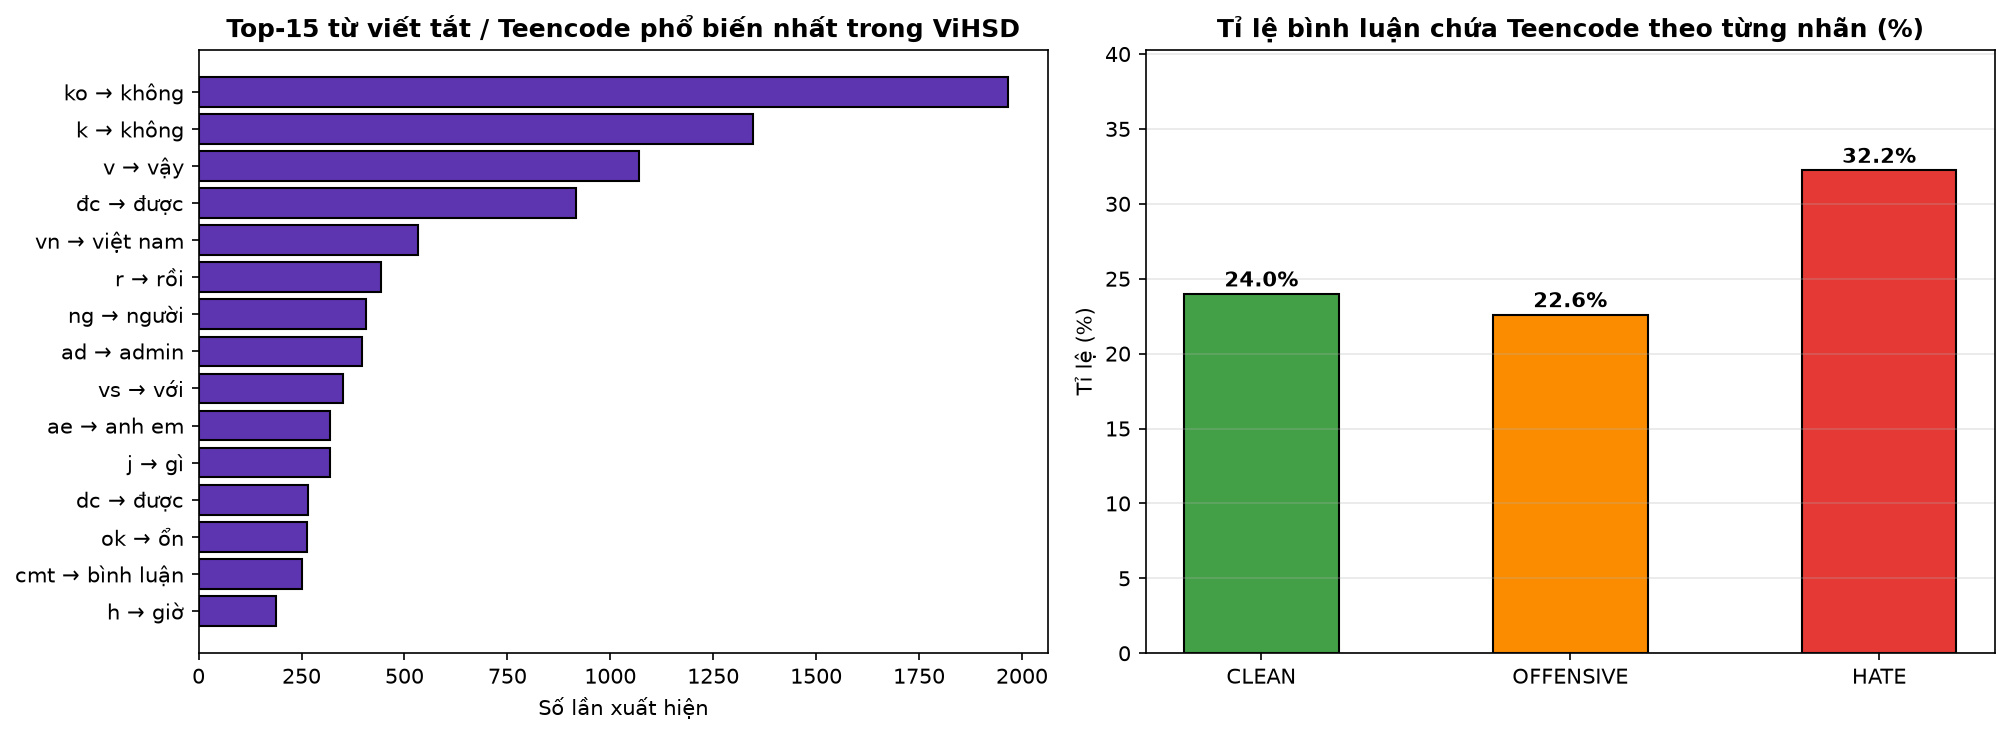 Top-15 từ viết tắt / Teencode phổ biến nhất trong ViHSD
ko → không
k → không
v → vậy
đc → được
vn → việt nam
r → rồi
ng → người
ad → admin
vs → với
ae → anh em
j → gì
dc → được
ok → ổn
cmt → bình luận
h → giờ
0 250 500 750 1000 1250 1500 1750 2000
Số lần xuất hiện
Tỉ lệ bình luận chứa Teencode theo từng nhãn (%)
Tỉ lệ (%)
40
35
30
25
20
15
10
5
0
24.0%
22.6%
32.2%
CLEAN OFFENSIVE HATE